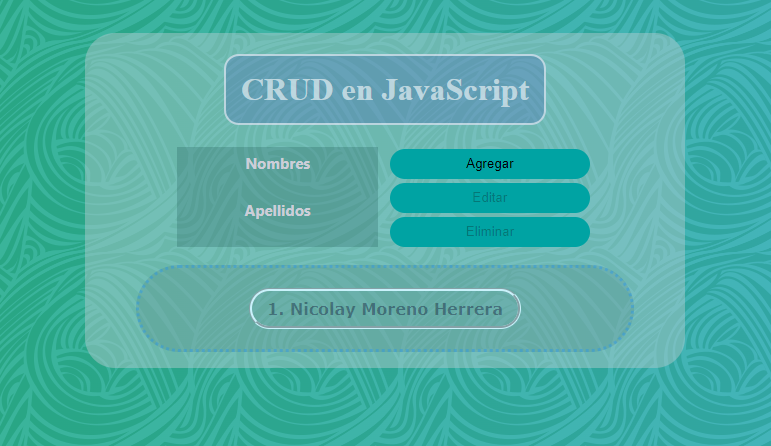 CRUD en JavaScript
Nombres
Apellidos
Agregar
Editar
Eliminar
1. Nicolay Moreno Herrera